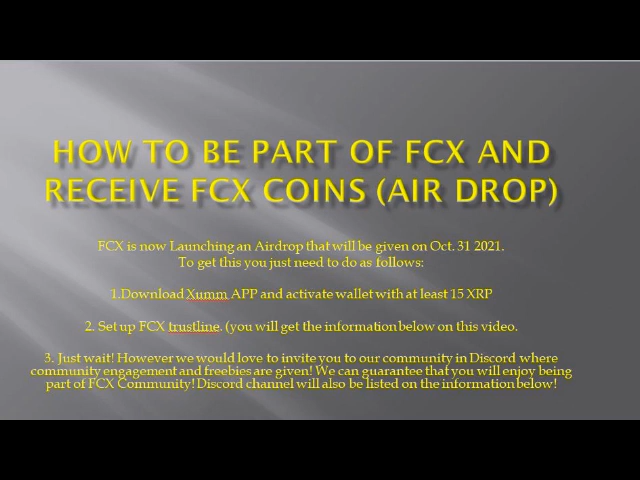 HOW TO BE PART OF FCX AND
RECEIVE FCX COINS (AIR DROP)
FCX is now Launching an Airdrop that will be given on Oct. 31 2021.
To get this you just need to do as follows:
1.Download Xumm APP and activate wallet with at least 15 XRP
2. Set up FCX trustline. (you will get the information below on this video.
3. Just wait! However we would love to invite you to our community in Discord where
community engagement and freebies are given! We can guarantee that you will enjoy being
part of FCX Community! Discord channel will also be listed on the information below!